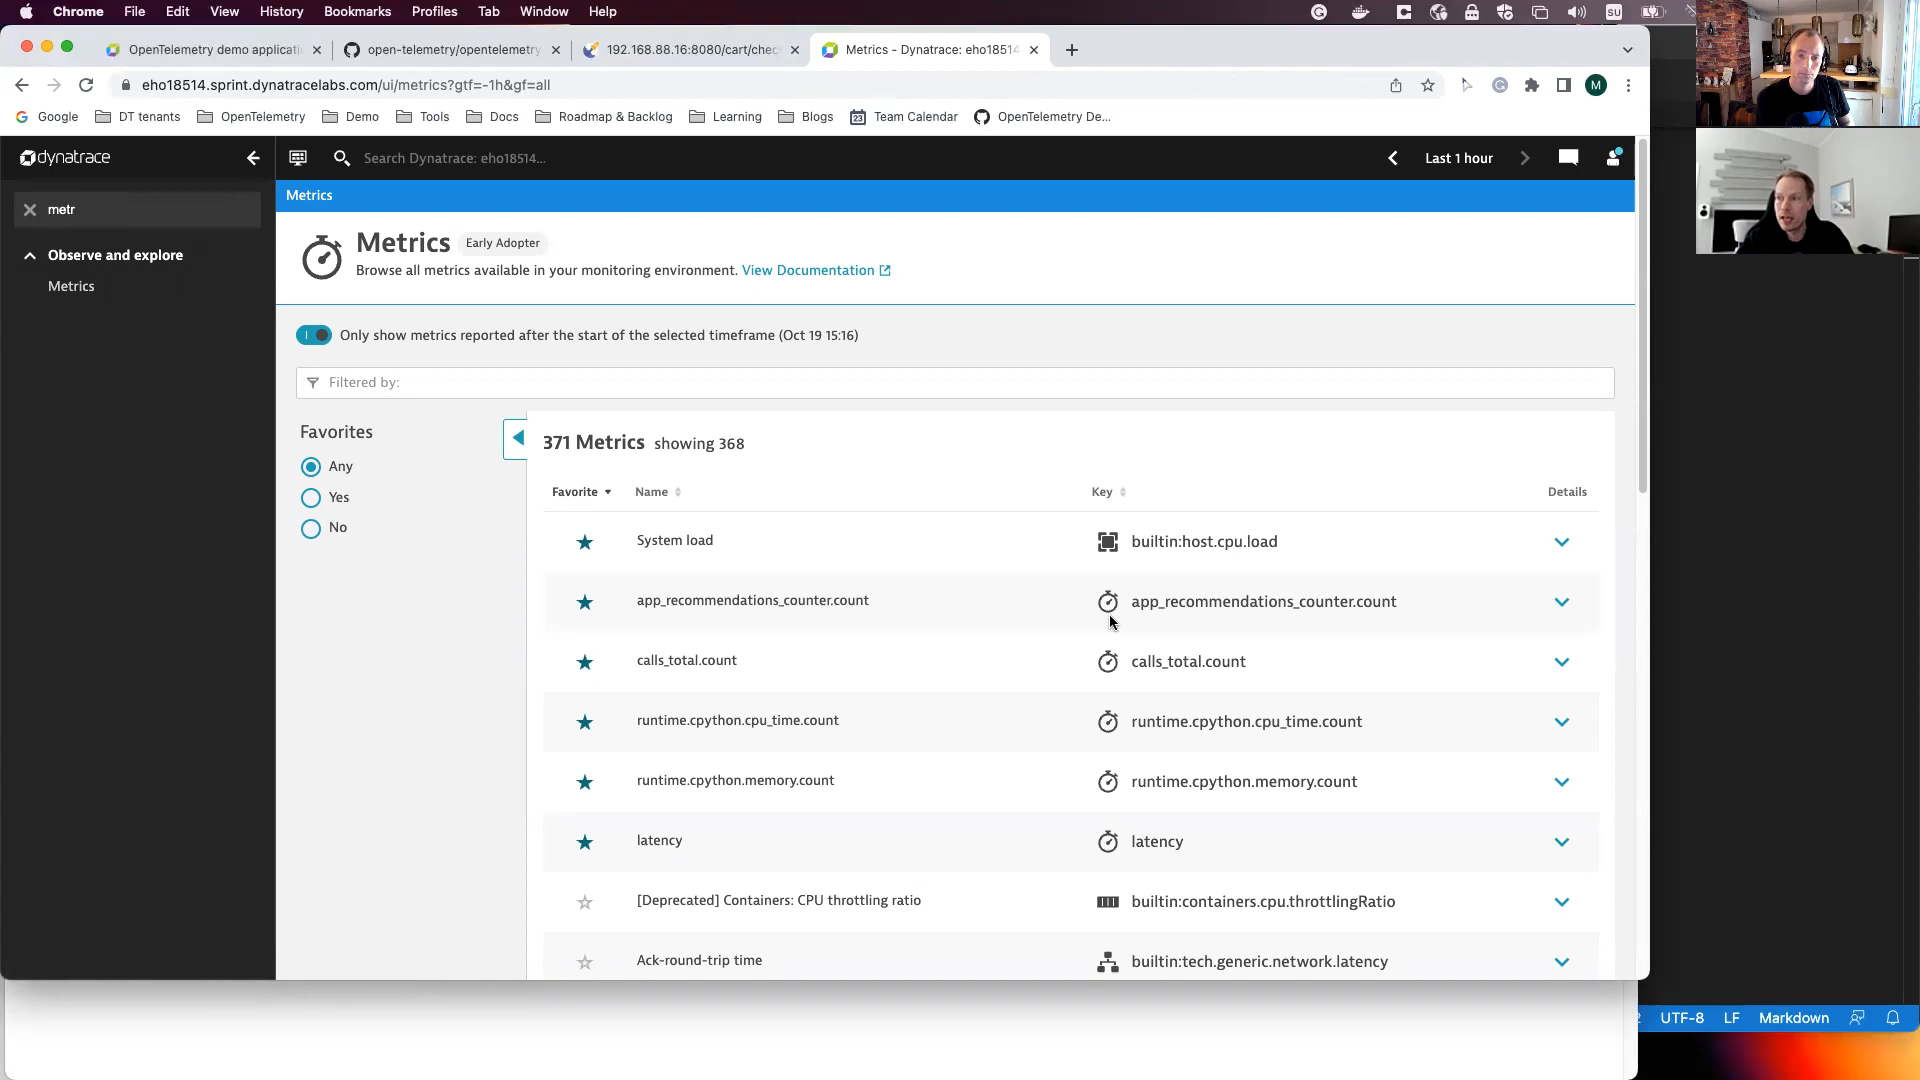 Chrome File Edit View History Bookmarks Profiles Tab Window Help SU
OpenTelemetry demo applicati open-telemetry/opentelemetry 192.168.88.16:8080/cart/chec Metrics - Dynatrace: eho18514
eho18514.sprint.dynatracelabs.com/ui/metrics?gtf=-1h&gf=all M
Google DT tenants OpenTelemetry Demo Tools Docs Roadmap & Backlog Learning Blogs 23 Team Calendar OpenTelemetry De...
dynatrace Search Dynatrace: eho18514... Last 1 hour
Metrics
metr
Observe and explore
Metrics
Metrics Early Adopter
Browse all metrics available in your monitoring environment. View Documentation
Only show metrics reported after the start of the selected timeframe (Oct 19 15:16)
Filtered by:
Favorites
Any
Yes
No
371 Metrics showing 368
Favorite Name Key Details
System load builtin:host.cpu.load
app_recommendations_counter.count app_recommendations_counter.count
calls_total.count calls_total.count
runtime.cpython.cpu_time.count runtime.cpython.cpu_time.count
runtime.cpython.memory.count runtime.cpython.memory.count
latency latency
[Deprecated] Containers: CPU throttling ratio builtin:containers.cpu.throttlingRatio
Ack-round-trip time builtin:tech.generic.network.latency
UTF-8 LF Markdown